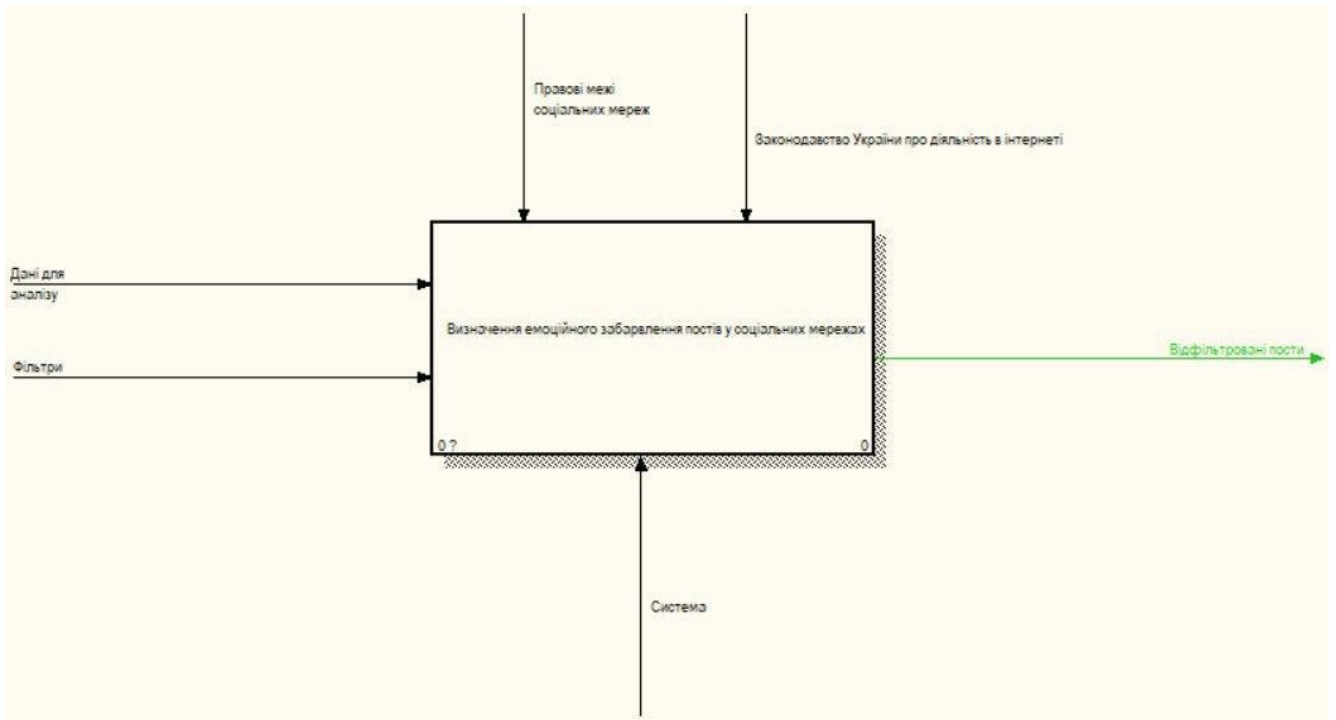 Правові межі
соціальних мереж
Законодавство України про діяльність в інтернеті
Дані для
аналізу
Визначення емоційного забарвлення постів у соціальних мережах
Відфільтровані пости
Фільтри
0 ?
0
Система